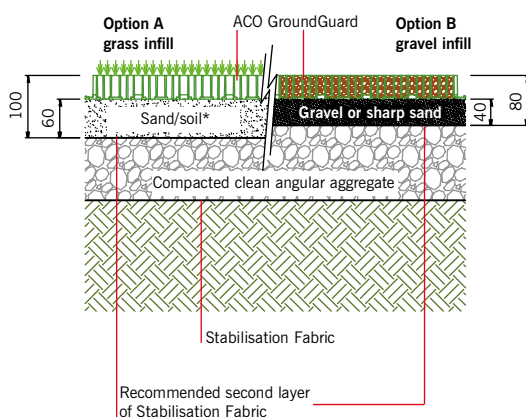 Option A
grass infill
ACO GroundGuard
Option B
gravel infill
100
60
Sand/soil*
Gravel or sharp sand
40
80
Compacted clean angular aggregate
Stabilisation Fabric
Recommended second layer
of Stabilisation Fabric